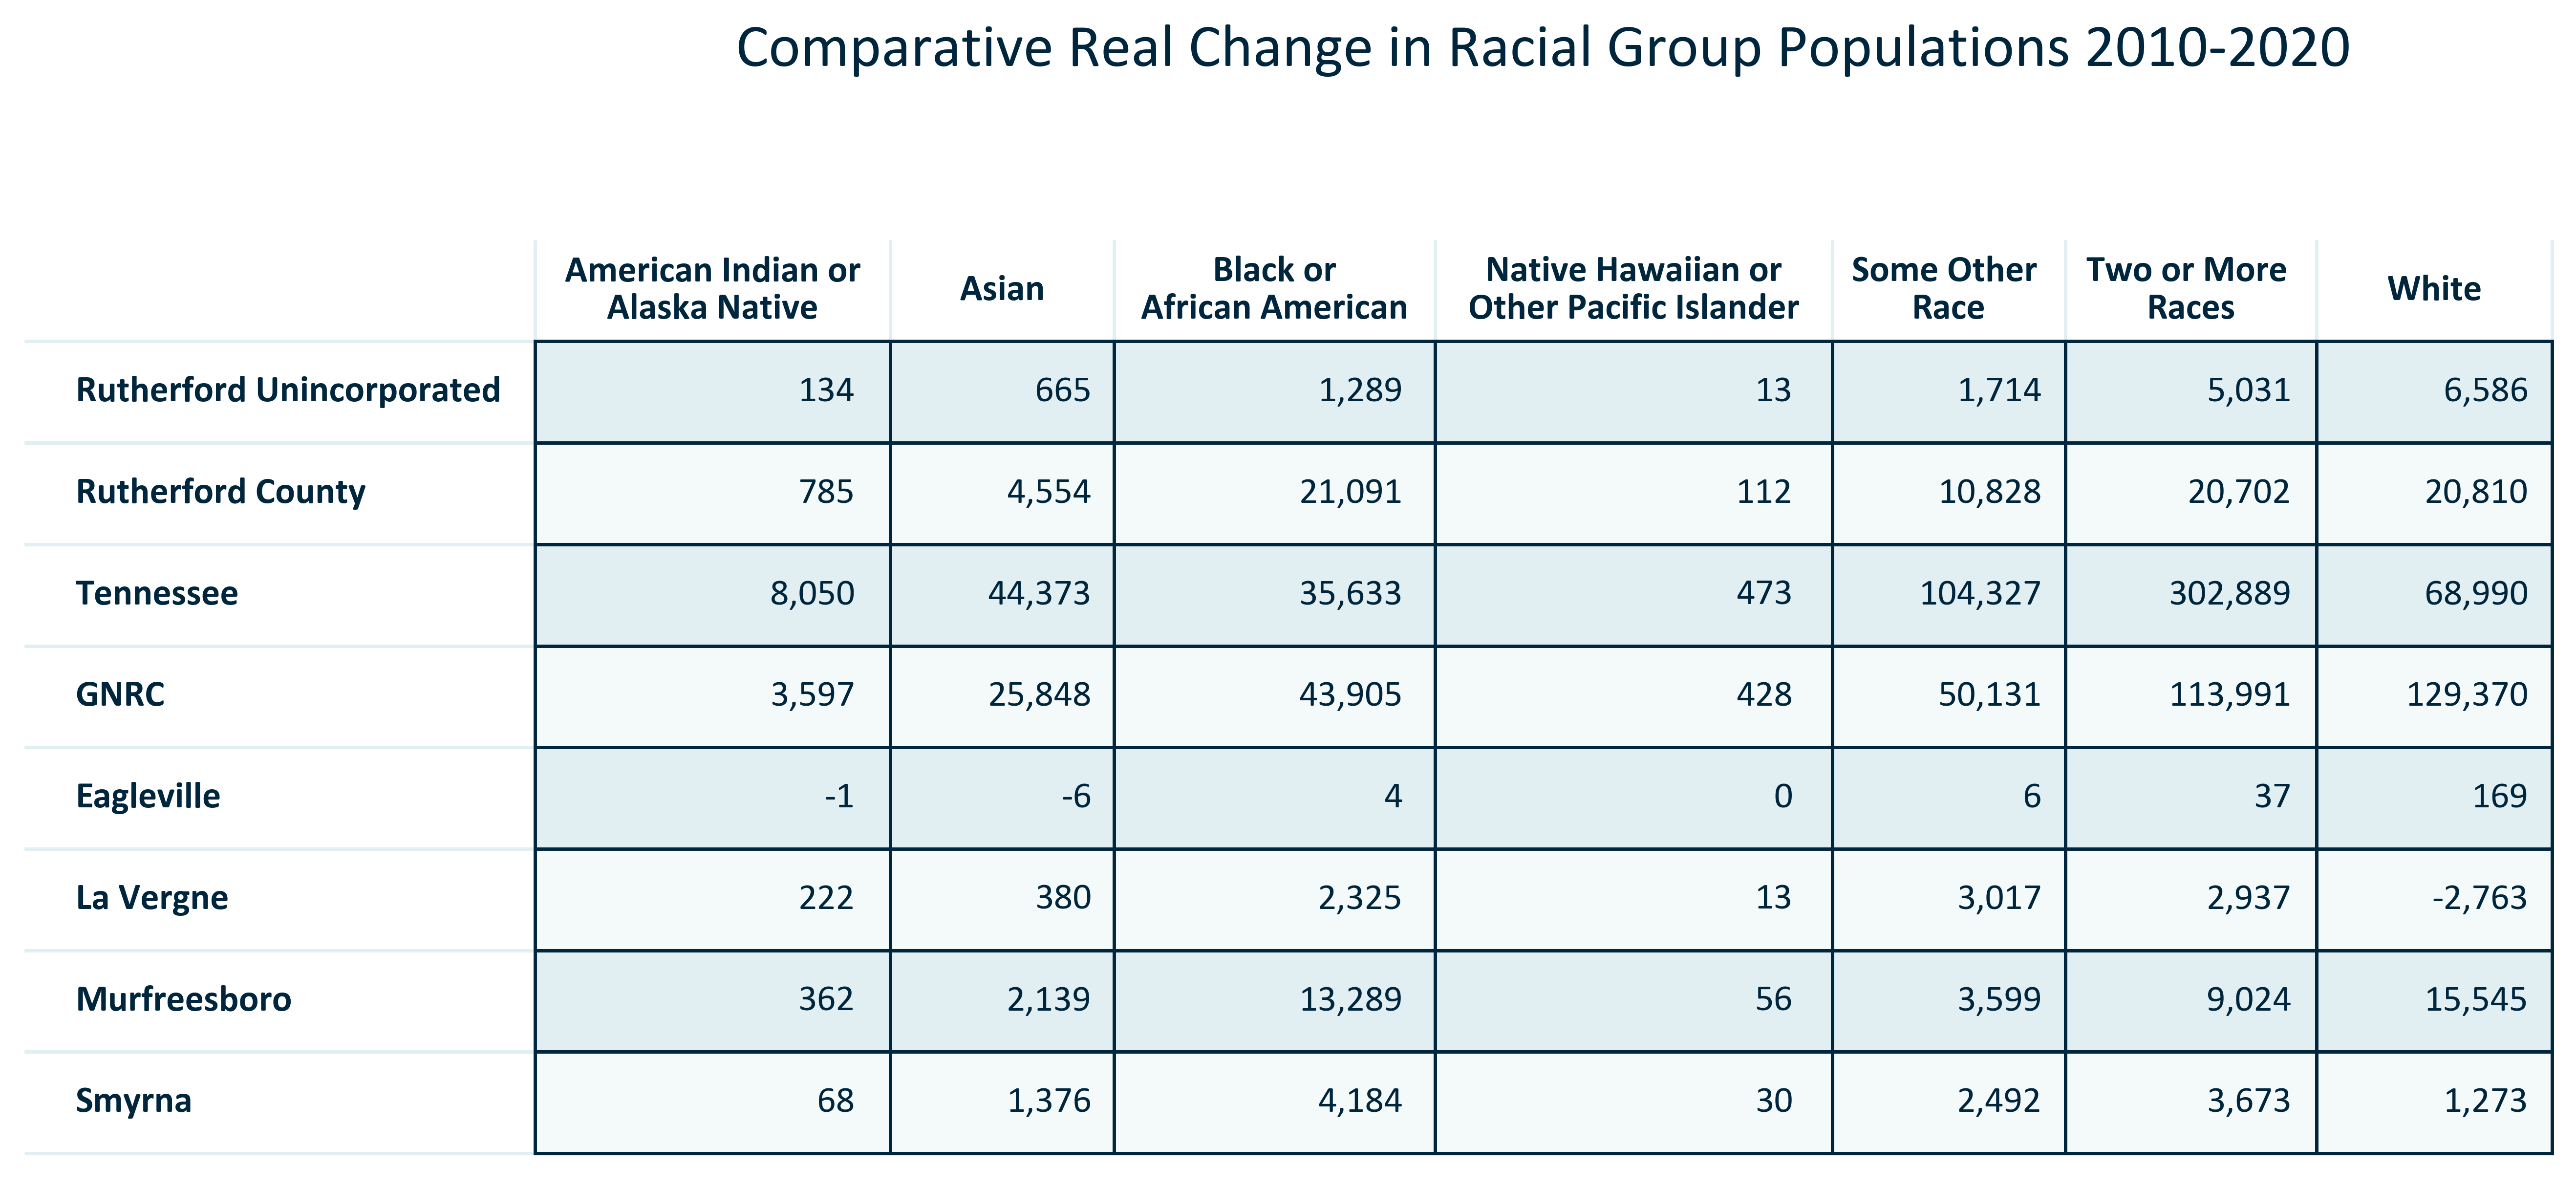 Comparative Real Change in Racial Group Populations 2010-2020
American Indian or Alaska Native Asian Black or African American Native Hawaiian or Other Pacific Islander Some Other Race Two or More Races White
Rutherford Unincorporated 134 665 1,289 13 1,714 5,031 6,586
Rutherford County 785 4,554 21,091 112 10,828 20,702 20,810
Tennessee 8,050 44,373 35,633 473 104,327 302,889 68,990
GNRC 3,597 25,848 43,905 428 50,131 113,991 129,370
Eagleville -1 -6 4 0 6 37 169
La Vergne 222 380 2,325 13 3,017 2,937 -2,763
Murfreesboro 362 2,139 13,289 56 3,599 9,024 15,545
Smyrna 68 1,376 4,184 30 2,492 3,673 1,273